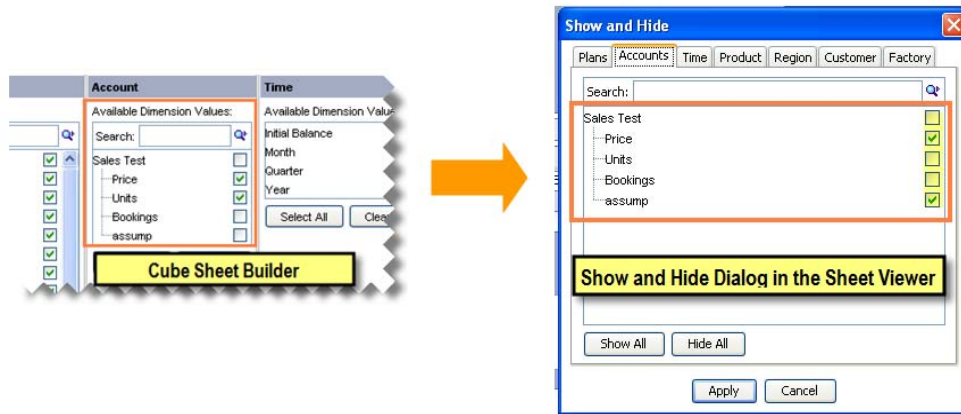 Account
Time
Available Dimension Values:
Available Dimension
Search:
Initial Balance
Sales Test
Month
Price
Quarter
Units
Year
Bookings
Select All
assump
Cube Sheet Builder
Show and Hide
Plans Accounts Time Product Region Customer Factory
Search:
Sales Test
Price
Units
Bookings
assump
Show and Hide Dialog in the Sheet Viewer
Show All Hide All
Apply Cancel